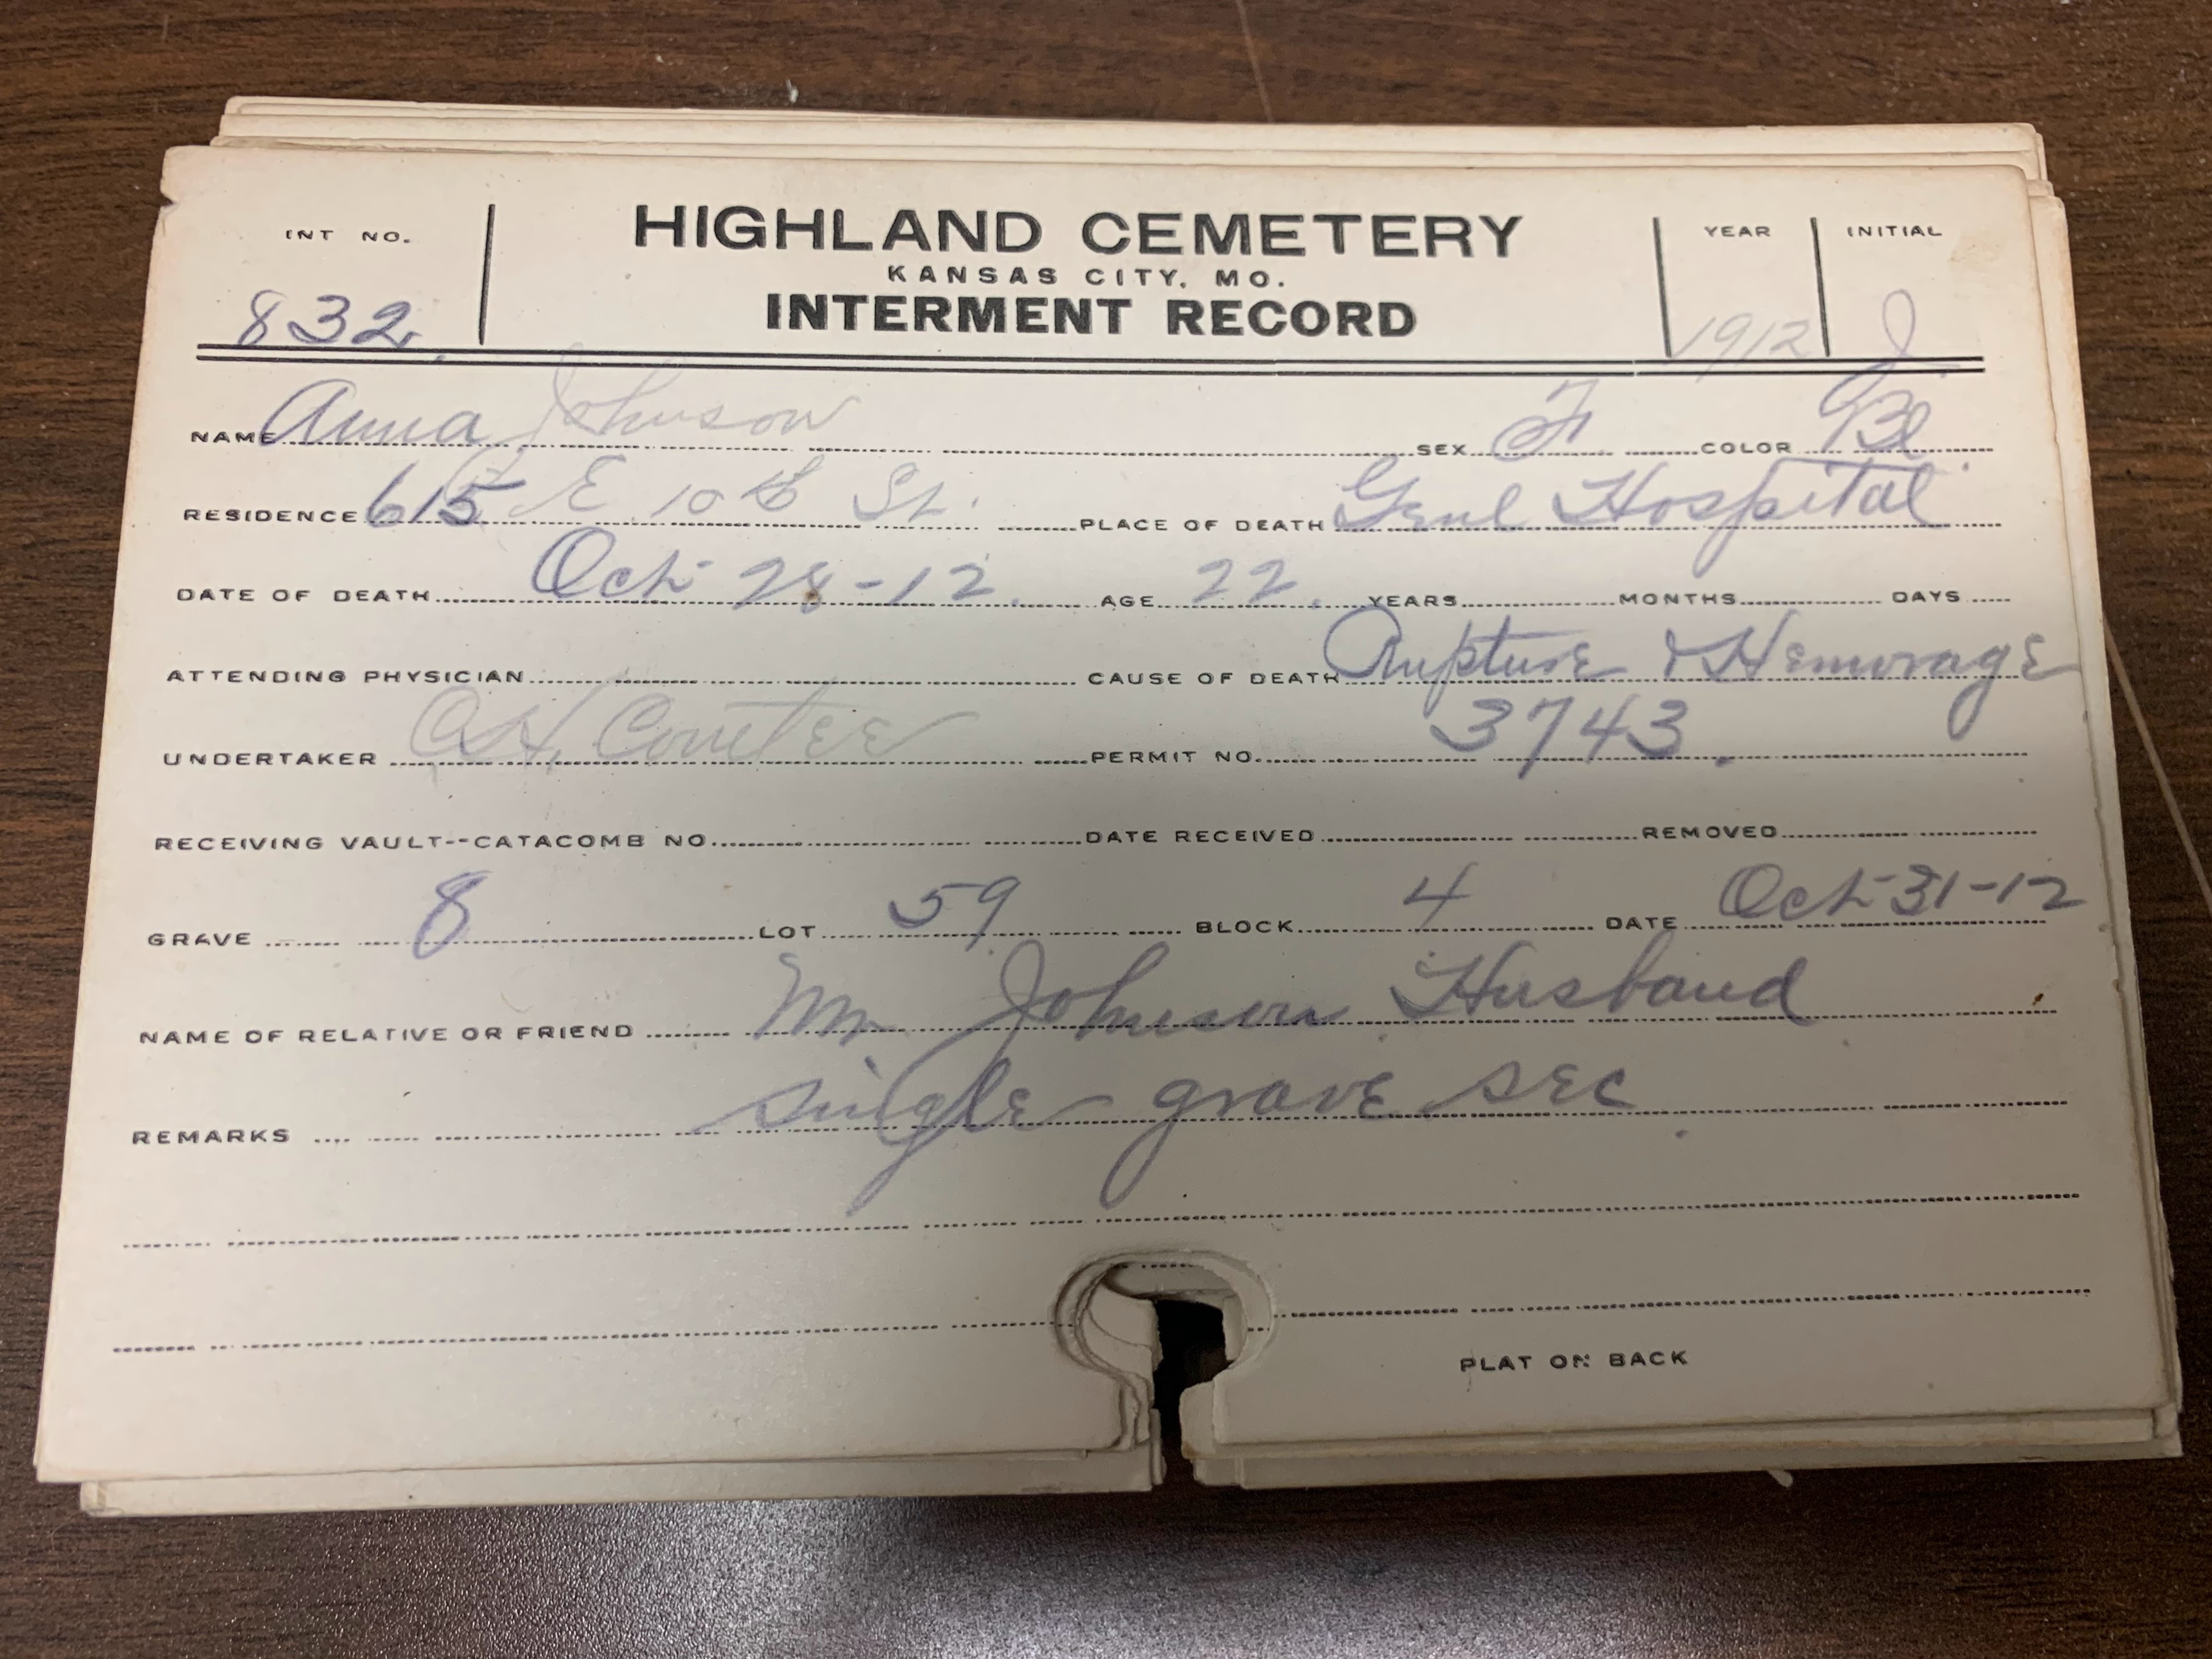 INT NO. HIGHLAND CEMETERY YEAR INITIAL
KANSAS CITY, MO.
832. INTERMENT RECORD 1912 J
NAME Anna Johnson SEX F COLOR Bl
RESIDENCE 615 E 10th St. PLACE OF DEATH Genl Hospital
DATE OF DEATH Oct 28-12. AGE 22. YEARS MONTHS DAYS
ATTENDING PHYSICIAN CAUSE OF DEATH Rupture & Hemorage
UNDERTAKER Countee PERMIT NO. 3743.
RECEIVING VAULT--CATACOMB NO. DATE RECEIVED REMOVED
GRAVE 8 LOT 59 BLOCK 4 DATE Oct-31-12
NAME OF RELATIVE OR FRIEND Mr Johnson Husband
REMARKS single grave sec
PLAT ON BACK